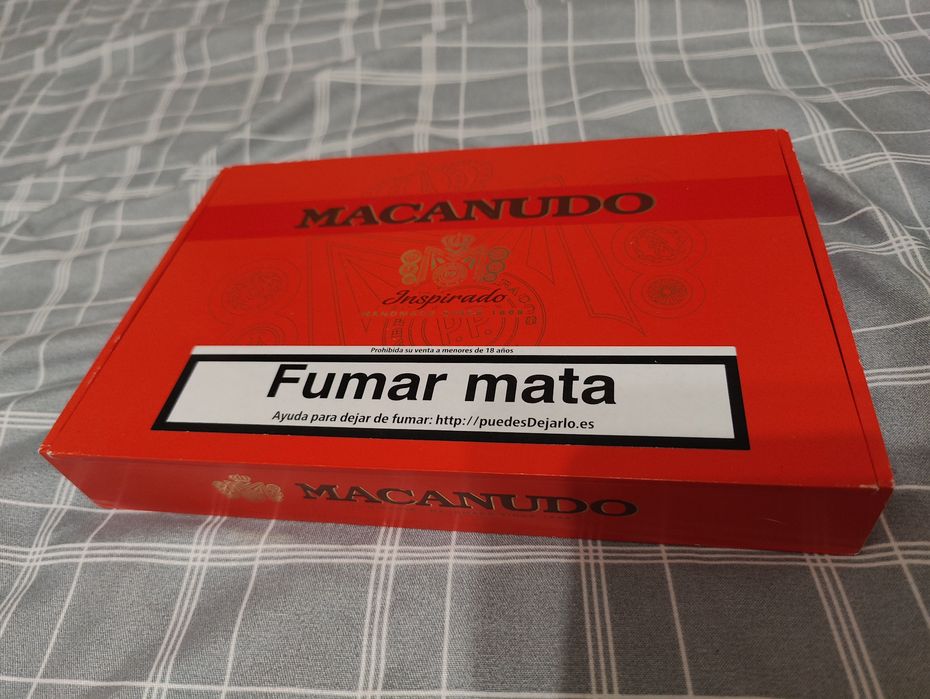 MACANUDO
Inspirado
Prohibida su venta a menores de 18 años
Fumar mata
Ayuda para dejar de fumar: http://puedesDejarlo.es
MACANUDO